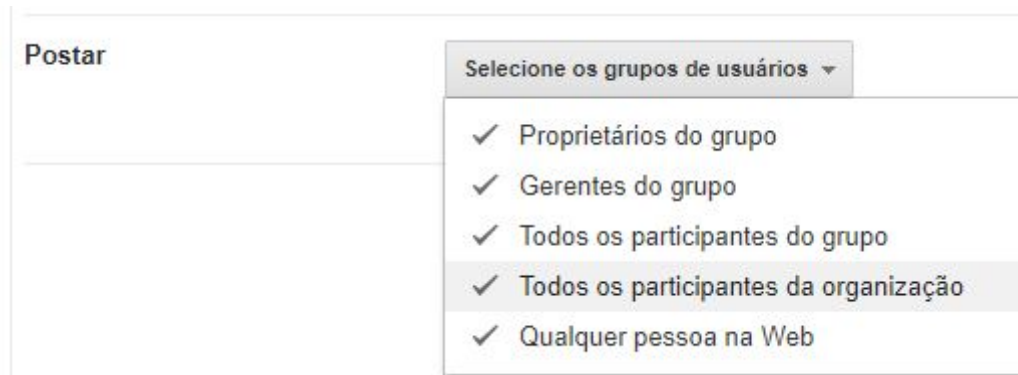 Postar
Selecione os grupos de usuários
Proprietários do grupo
Gerentes do grupo
Todos os participantes do grupo
Todos os participantes da organização
Qualquer pessoa na Web